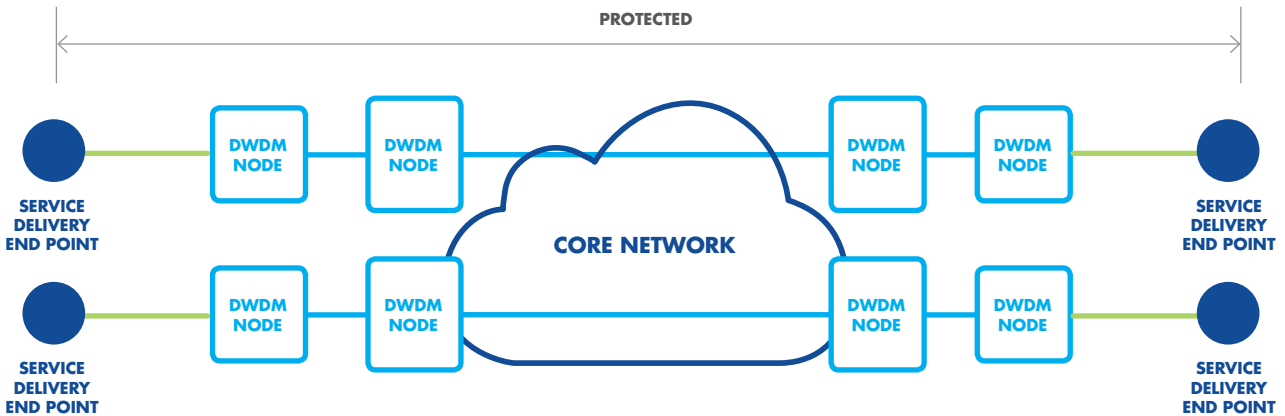 PROTECTED
DWDM
NODE
DWDM
NODE
DWDM
NODE
DWDM
NODE
SERVICE
DELIVERY
END POINT
SERVICE
DELIVERY
END POINT
CORE NETWORK
DWDM
NODE
DWDM
NODE
DWDM
NODE
DWDM
NODE
SERVICE
DELIVERY
END POINT
SERVICE
DELIVERY
END POINT